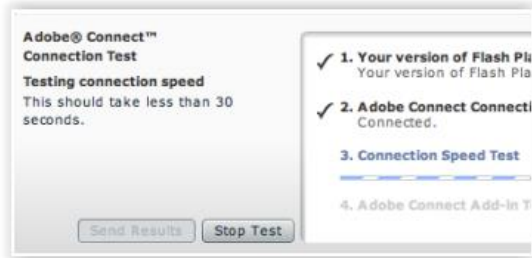 Adobe® Connect™
Connection Test
Testing connection speed
This should take less than 30
seconds.
Send Results
Stop Test
1. Your version of Flash Pla
Your version of Flash Pla
2. Adobe Connect Connecti
Connected.
3. Connection Speed Test
4. Adobe Connect Add-in T